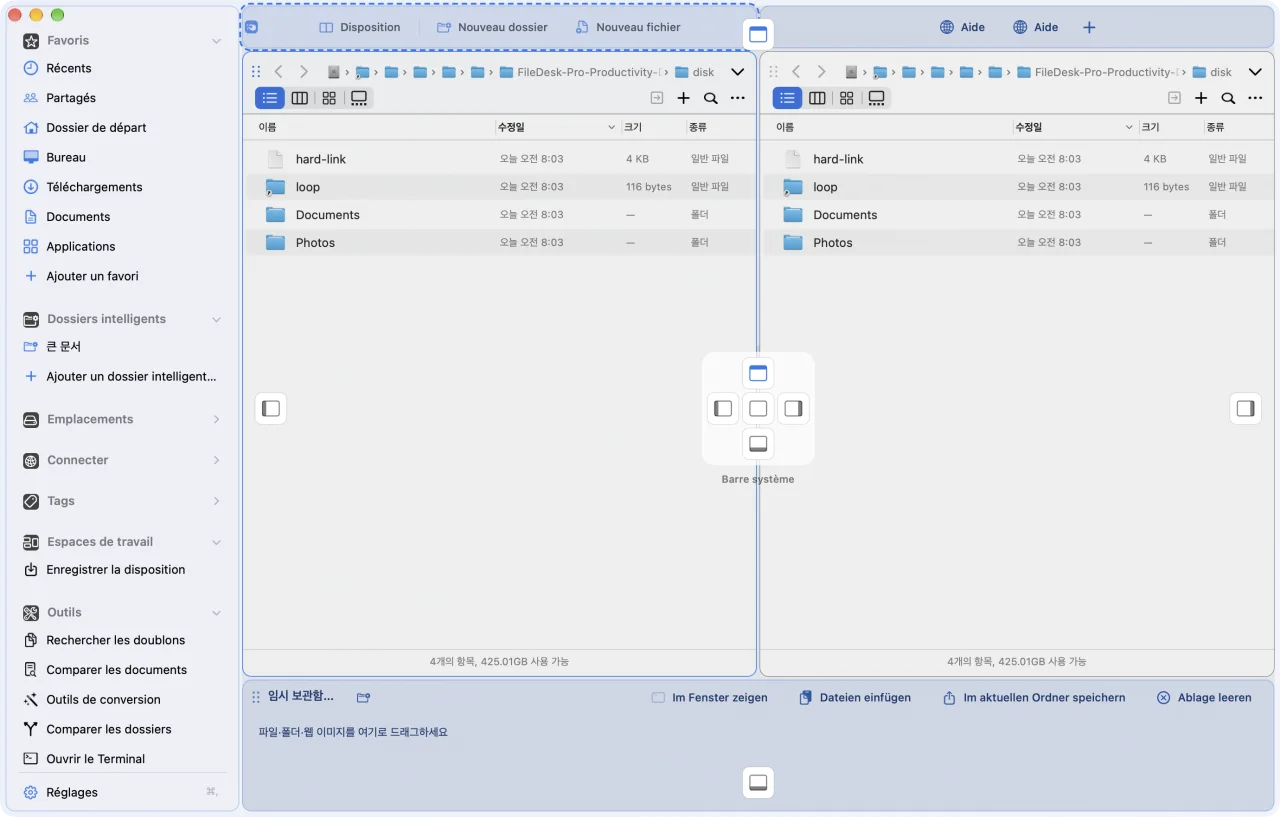 Favoris
Récents
Partagés
Dossier de départ
Bureau
Téléchargements
Documents
Applications
Ajouter un favori
Dossiers intelligents
큰 문서
Ajouter un dossier intelligent...
Emplacements
Connecter
Tags
Espaces de travail
Enregistrer la disposition
Outils
Rechercher les doublons
Comparer les documents
Outils de conversion
Comparer les dossiers
Ouvrir le Terminal
Réglages ⌘,
Disposition Nouveau dossier Nouveau fichier Aide Aide
FileDesk-Pro-Productivity- disk
이름 수정일 크기 종류
hard-link 오늘 오전 8:03 4 KB 일반 파일
loop 오늘 오전 8:03 116 bytes 일반 파일
Documents 오늘 오전 8:03 — 폴더
Photos 오늘 오전 8:03 — 폴더
4개의 항목, 425.01GB 사용 가능
FileDesk-Pro-Productivity- disk
이름 수정일 크기 종류
hard-link 오늘 오전 8:03 4 KB 일반 파일
loop 오늘 오전 8:03 116 bytes 일반 파일
Documents 오늘 오전 8:03 — 폴더
Photos 오늘 오전 8:03 — 폴더
4개의 항목, 425.01GB 사용 가능
Barre système
임시 보관함... Im Fenster zeigen Dateien einfügen Im aktuellen Ordner speichern Ablage leeren
파일·폴더·웹 이미지를 여기로 드래그하세요